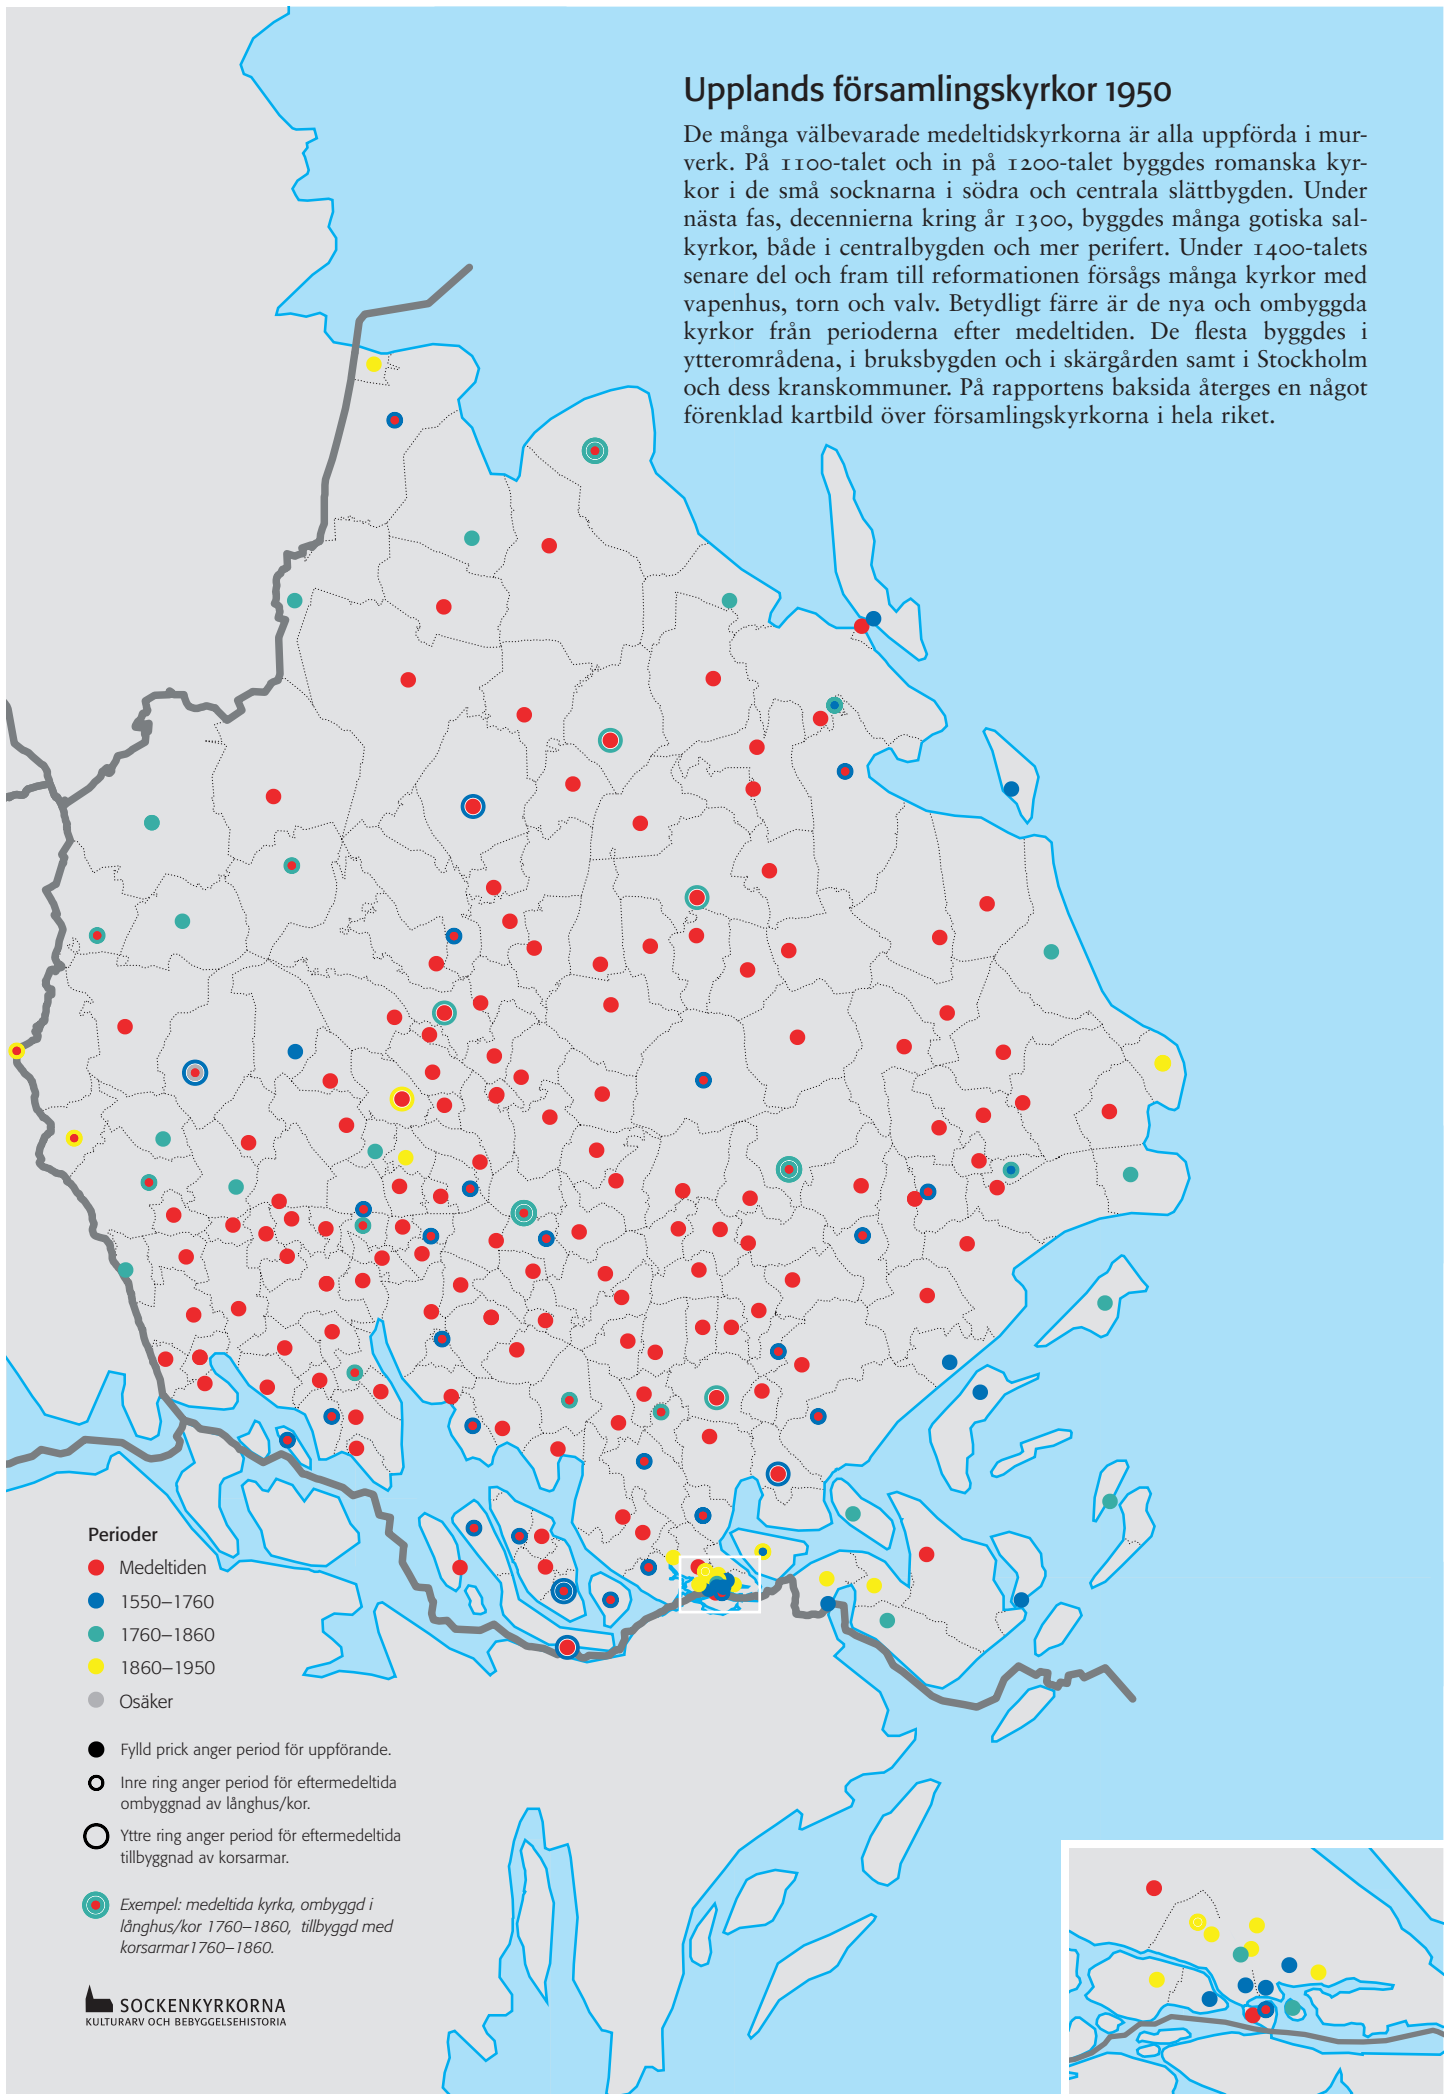 Upplands församlingskyrkor 1950
De många välbevarade medeltidskyrkorna är alla uppförda i mur-
verk. På 1100-talet och in på 1200-talet byggdes romanska kyr-
kor i de små socknarna i södra och centrala slättbygden. Under
nästa fas, decennierna kring år 1300, byggdes många gotiska sal-
kyrkor, både i centralbygden och mer perifert. Under 1400-talets
senare del och fram till reformationen försågs många kyrkor med
vapenhus, torn och valv. Betydligt färre är de nya och ombyggda
kyrkor från perioderna efter medeltiden. De flesta byggdes i
ytterområdena, i bruksbygden och i skärgården samt i Stockholm
och dess kranskommuner. På rapportens baksida återges en något
förenklad kartbild över församlingskyrkorna i hela riket.
Perioder
Medeltiden
1550–1760
1760–1860
1860–1950
Osäker
Fylld prick anger period för uppförande.
Inre ring anger period för eftermedeltida
ombyggnad av långhus/kor.
Yttre ring anger period för eftermedeltida
tillbyggnad av korsarmar.
Exempel: medeltida kyrka, ombyggd i
långhus/kor 1760–1860, tillbyggd med
korsarmar1760–1860.
SOCKENKYRKORNA
KULTURARV OCH BEBYGGELSEHISTORIA